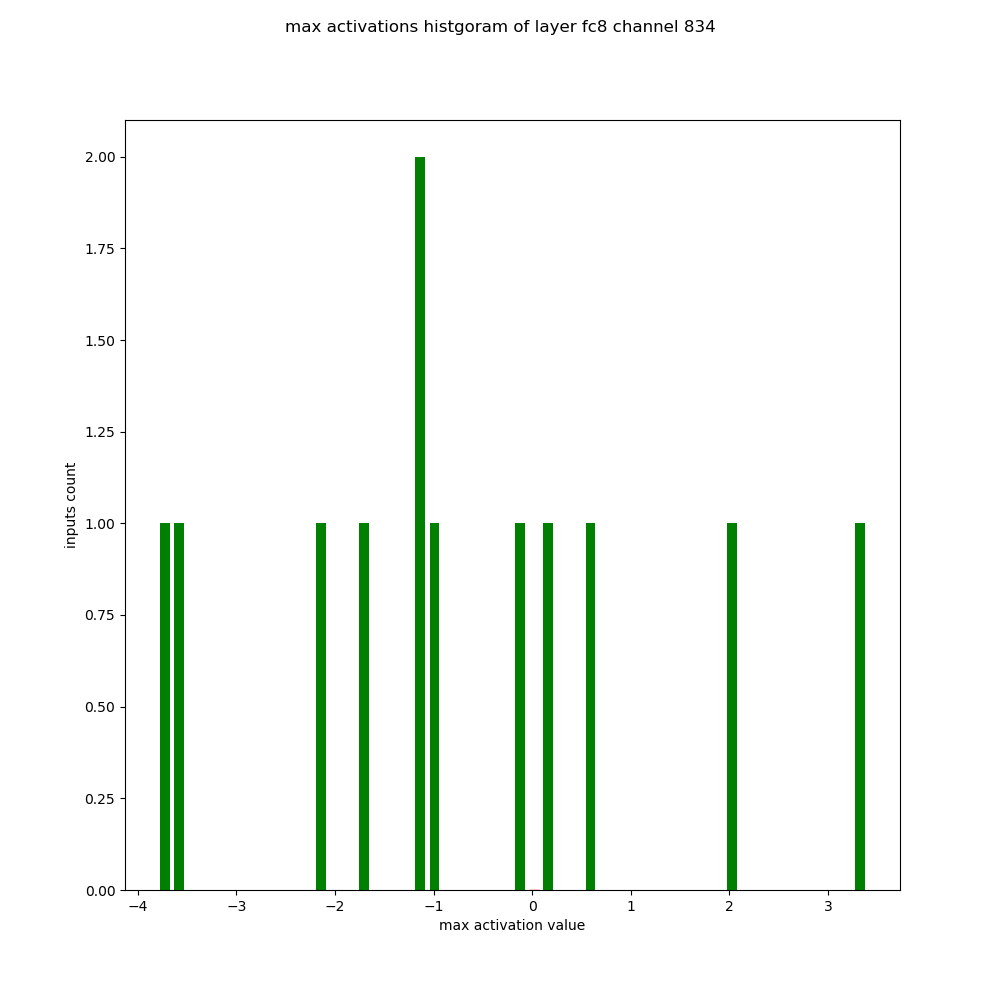 max activations histgoram of layer fc8 channel 834
2.00
1.75
1.50
1.25
1.00
0.75
0.50
0.25
0.00
inputs count
−4 −3 −2 −1 0 1 2 3
max activation value